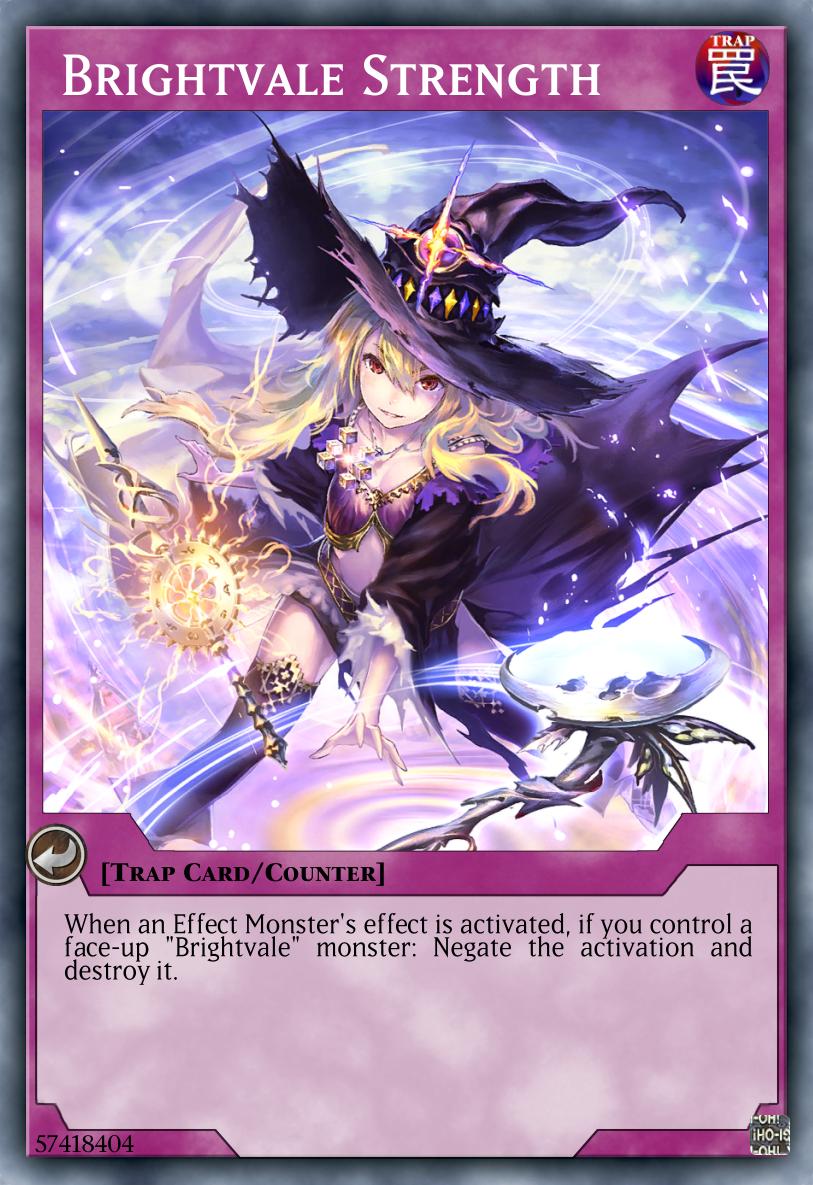 Brightvale Strength
TRAP
罠
[Trap Card/Counter]
When an Effect Monster's effect is activated, if you control a
face-up "Brightvale" monster: Negate the activation and
destroy it.
57418404